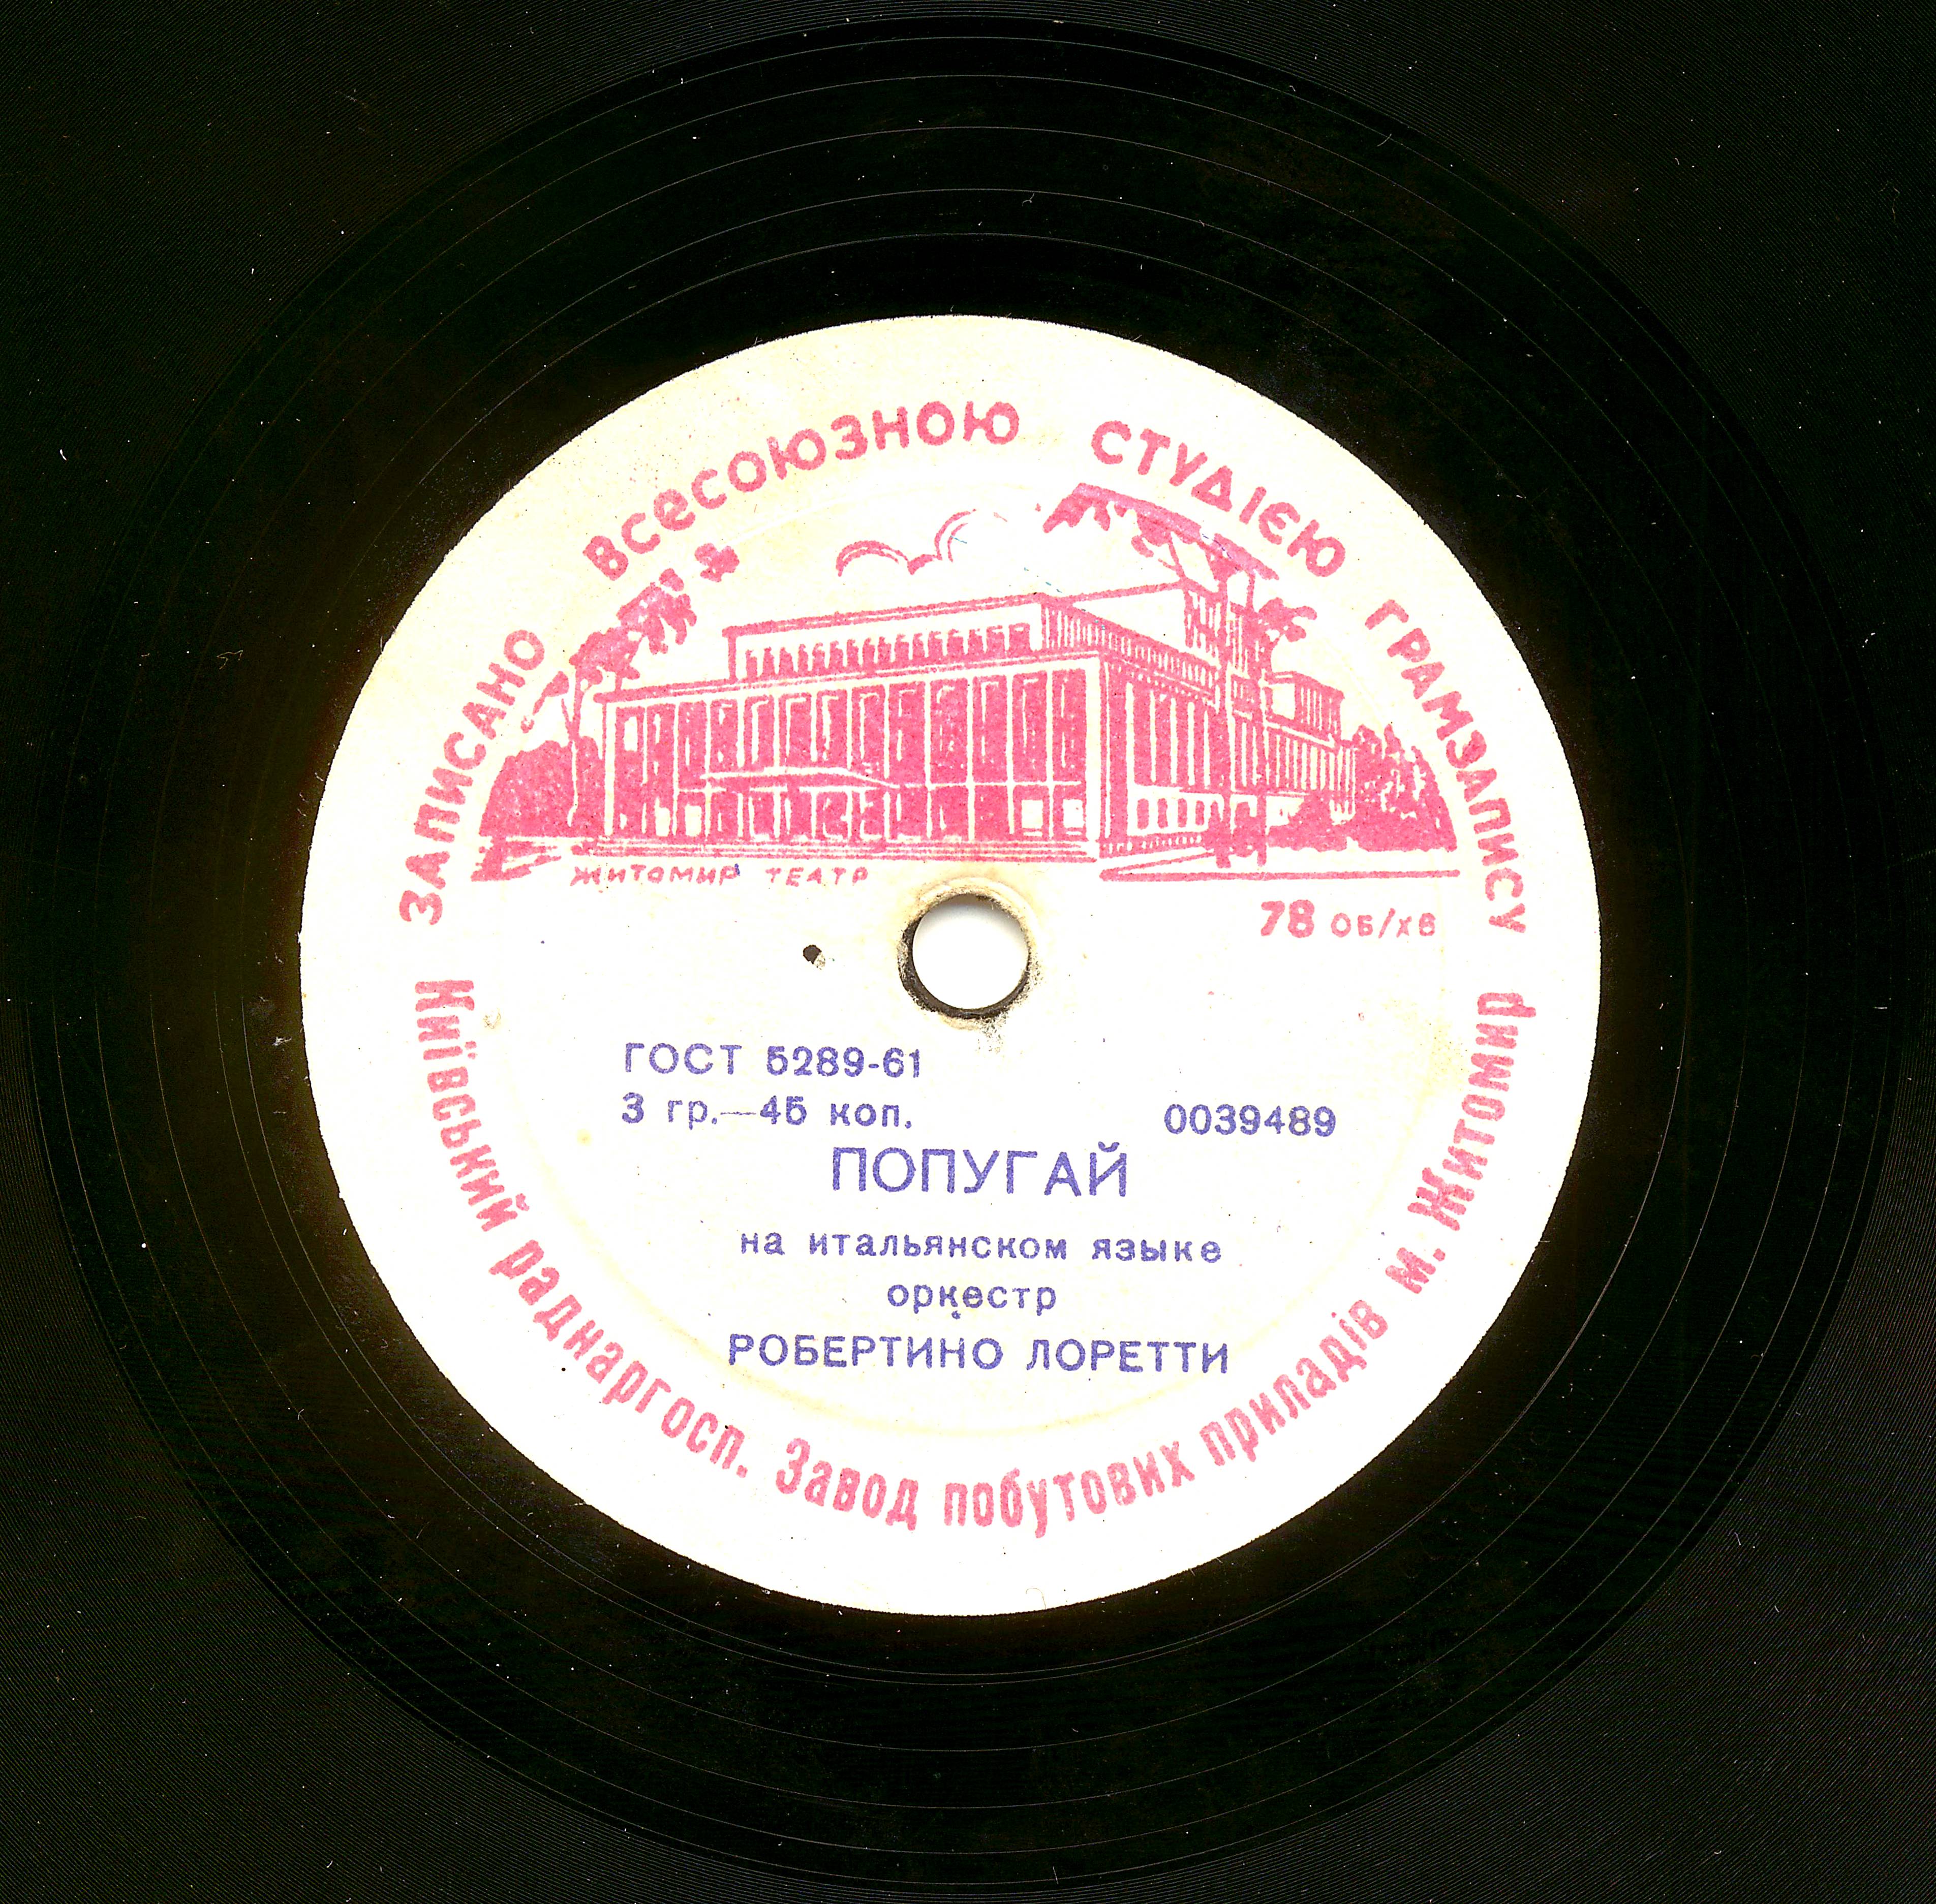 ЗАПИСАНО ВСЕСОЮЗНОЮ СТУДІЄЮ ГРАМЗАПИСУ
ЖИТОМИР ТЕАТР
78 ОБ/ХВ
ГОСТ 5289-61
3 гр.—45 коп.
0039489
ПОПУГАЙ
на итальянском языке
оркестр
РОБЕРТИНО ЛОРЕТТИ
Київський раднаргосп. Завод побутових приладів м. Житомир